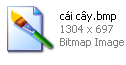 cái cây.bmp
1304 x 697
Bitmap Image